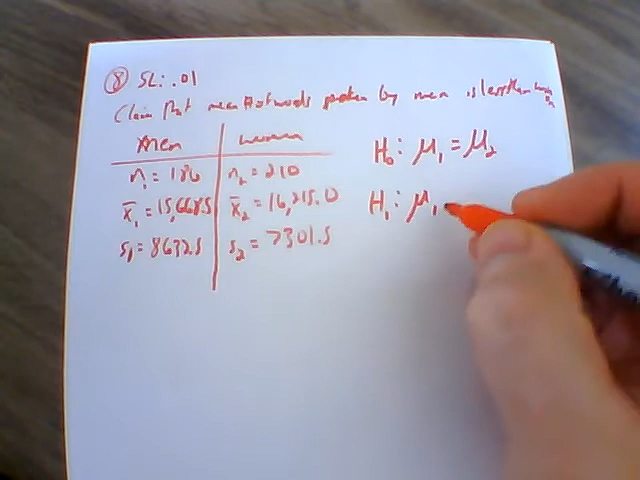 ⑧ SL: .01
Claim that mean # of words spoken by men is less than
Men women
n₁ = 186 n₂ = 210
x̄₁ = 15,668.5 x̄₂ = 16,215.0
s₁ = 8632.5 s₂ = 7301.5
H₀: μ₁ = μ₂
H₁: μ₁